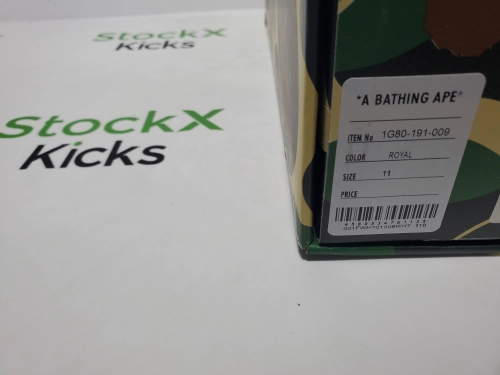 StockX
Kicks
StockX
Kicks
*A BATHING APE*
ITEM No 1G80-191-009
COLOR ROYAL
SIZE 11
PRICE